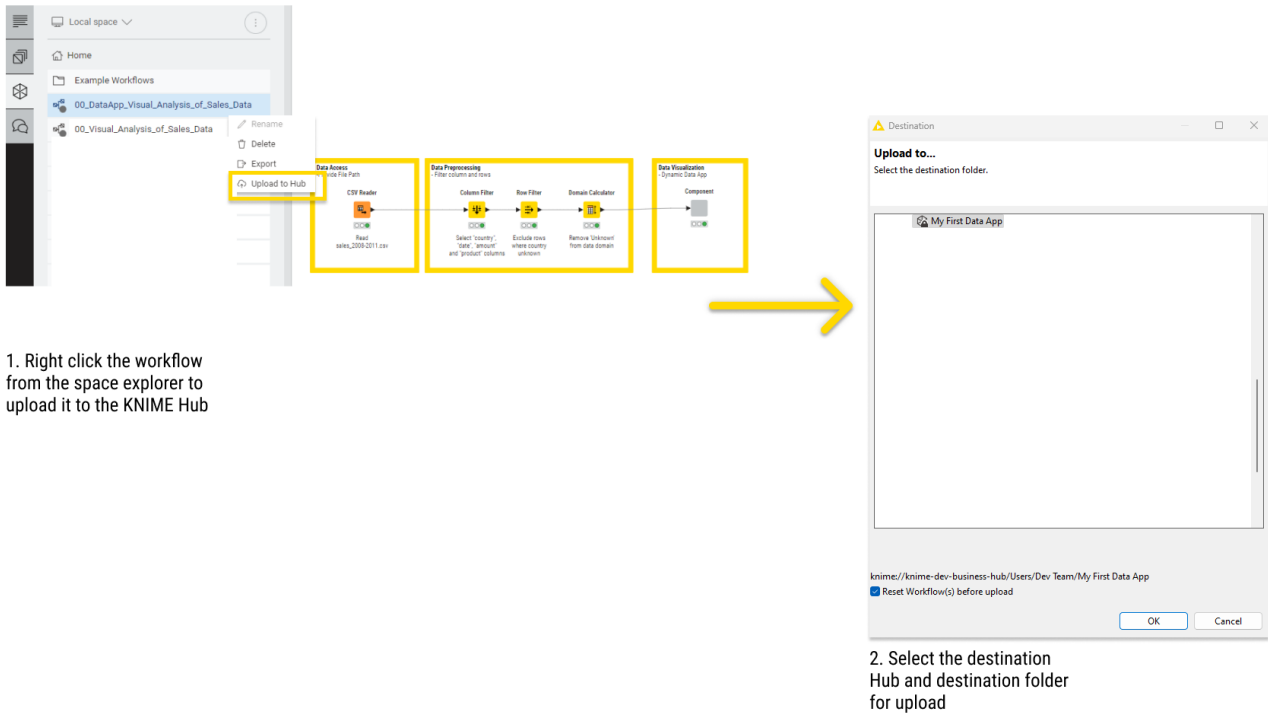 Local space
Home
Example Workflows
00_DataApp_Visual_Analysis_of_Sales_Data
00_Visual_Analysis_of_Sales_Data
Rename
Delete
Export
Upload to Hub
Data Access
File Path
CSV Reader
Read
sales_2008-2011.csv
Data Preprocessing
- Filter column and rows
Column Filter
Select "country",
"date", "amount"
and "product" columns
Row Filter
Exclude rows
where country
unknown
Domain Calculator
Remove 'Unknown'
from data domain
Data Visualization
- Dynamic Data App
Component
1. Right click the workflow
from the space explorer to
upload it to the KNIME Hub
Destination
Upload to...
Select the destination folder.
My First Data App
knime://knime-dev-business-hub/Users/Dev Team/My First Data App
Reset Workflow(s) before upload
OK
Cancel
2. Select the destination
Hub and destination folder
for upload